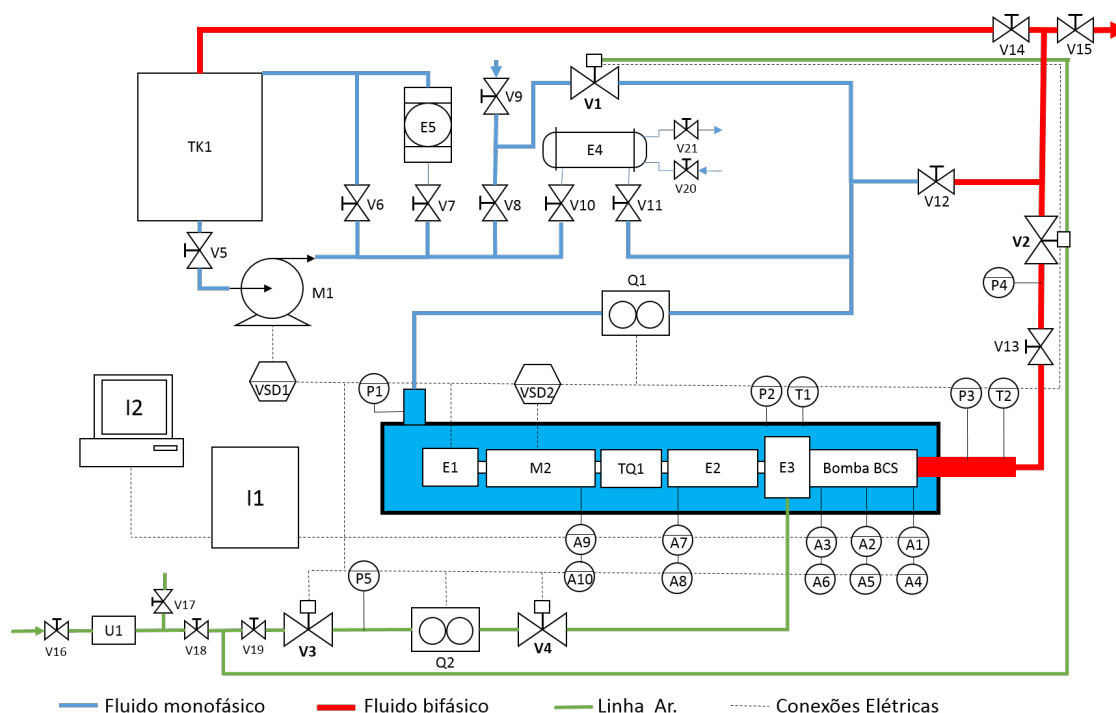 V14
V15
V9
V1
E5
TK1
E4
V21
V20
V6
V7
V8
V10
V11
V12
V5
V2
M1
Q1
P4
V13
VSD1
P1
VSD2
P2
T1
P3
T2
I2
E1
M2
TQ1
E2
E3
Bomba BCS
I1
A9
A7
A3
A2
A1
P5
A10
A8
A6
A5
A4
V17
U1
V16
V18
V19
V3
Q2
V4
Fluido monofásico
Fluido bifásico
Linha Ar.
Conexões Elétricas